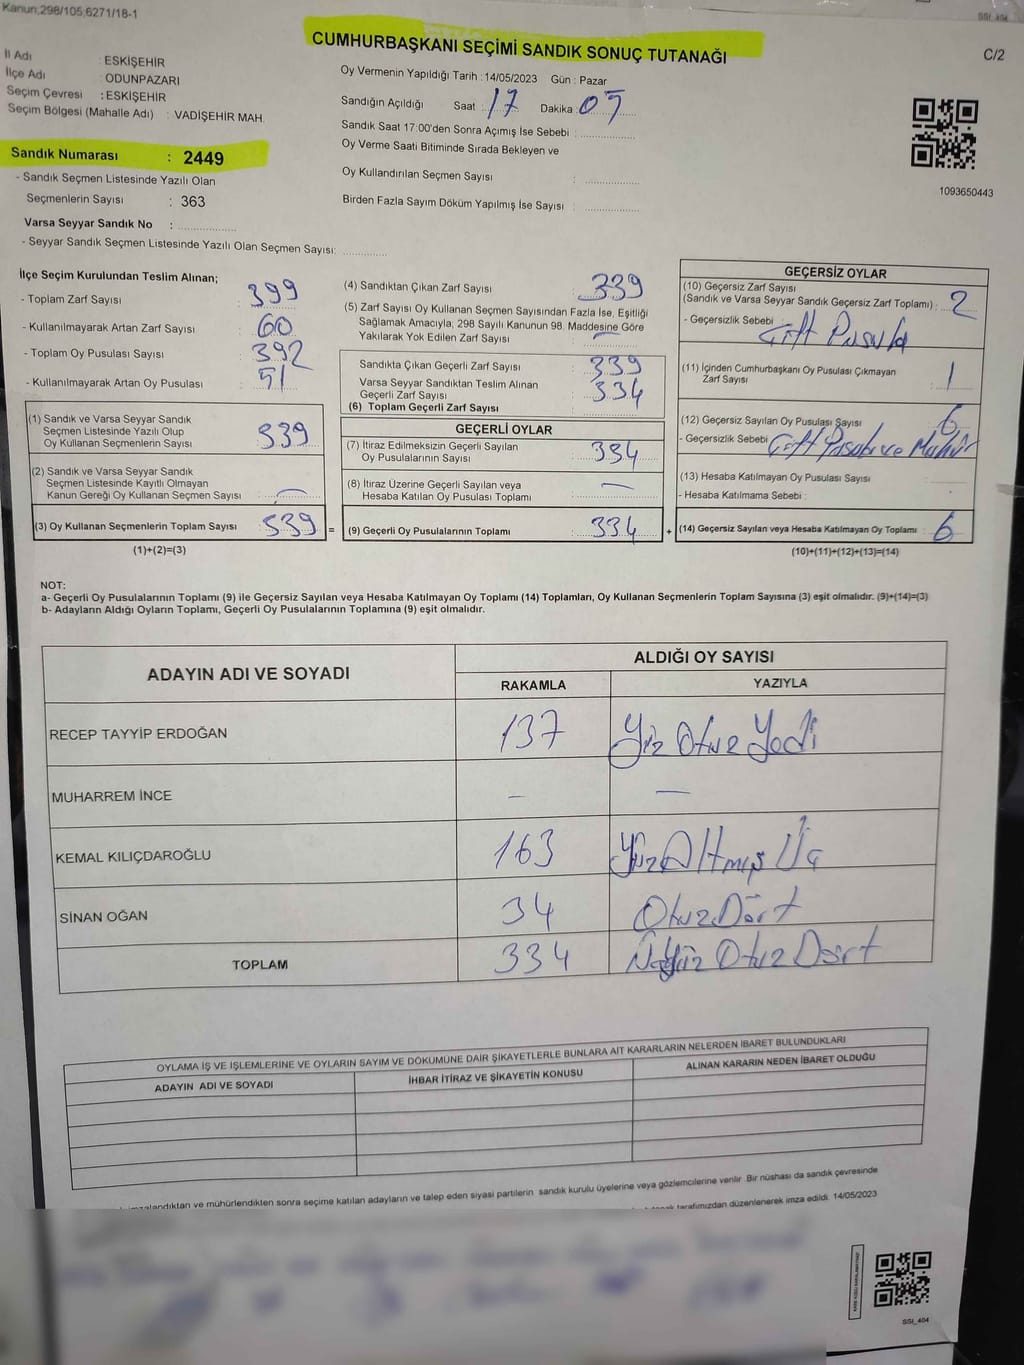 Kanun;298/105;6271/18-1
SSİ_404
CUMHURBAŞKANI SEÇİMİ SANDIK SONUÇ TUTANAĞI
C/2
İl Adı : ESKİŞEHİR
İlçe Adı : ODUNPAZARI
Seçim Çevresi : ESKİŞEHİR
Seçim Bölgesi (Mahalle Adı) : VADİŞEHİR MAH.
Sandık Numarası : 2449
- Sandık Seçmen Listesinde Yazılı Olan
Seçmenlerin Sayısı : 363
Varsa Seyyar Sandık No :
- Seyyar Sandık Seçmen Listesinde Yazılı Olan Seçmen Sayısı:
Oy Vermenin Yapıldığı Tarih : 14/05/2023 Gün : Pazar
Sandığın Açıldığı Saat : 17 Dakika : 05
Sandık Saat 17:00'den Sonra Açımış İse Sebebi :
Oy Verme Saati Bitiminde Sırada Bekleyen ve
Oy Kullandırılan Seçmen Sayısı :
Birden Fazla Sayım Döküm Yapılmış İse Sayısı :
1093650443
İlçe Seçim Kurulundan Teslim Alınan;
- Toplam Zarf Sayısı : 399
- Kullanılmayarak Artan Zarf Sayısı : 60
- Toplam Oy Pusulası Sayısı : 392
- Kullanılmayarak Artan Oy Pusulası : 51
(1) Sandık ve Varsa Seyyar Sandık
Seçmen Listesinde Yazılı Olup
Oy Kullanan Seçmenlerin Sayısı : 339
(2) Sandık ve Varsa Seyyar Sandık
Seçmen Listesinde Kayıtlı Olmayan
Kanun Gereği Oy Kullanan Seçmen Sayısı : —
(3) Oy Kullanan Seçmenlerin Toplam Sayısı : 339 =
(1)+(2)=(3)
(4) Sandıktan Çıkan Zarf Sayısı : 339
(5) Zarf Sayısı Oy Kullanan Seçmen Sayısından Fazla İse, Eşitliği
Sağlamak Amacıyla; 298 Sayılı Kanunun 98. Maddesine Göre
Yakılarak Yok Edilen Zarf Sayısı : —
Sandıkta Çıkan Geçerli Zarf Sayısı : 339
Varsa Seyyar Sandıktan Teslim Alınan
Geçerli Zarf Sayısı : 334
(6) Toplam Geçerli Zarf Sayısı :
GEÇERLİ OYLAR
(7) İtiraz Edilmeksizin Geçerli Sayılan
Oy Pusulalarının Sayısı : 334
(8) İtiraz Üzerine Geçerli Sayılan veya
Hesaba Katılan Oy Pusulası Toplamı : —
(9) Geçerli Oy Pusulalarının Toplamı : 334 +
GEÇERSİZ OYLAR
(10) Geçersiz Zarf Sayısı
(Sandık ve Varsa Seyyar Sandık Geçersiz Zarf Toplamı) : 2
- Geçersizlik Sebebi : Çift Pusula
(11) İçinden Cumhurbaşkanı Oy Pusulası Çıkmayan
Zarf Sayısı : 1
(12) Geçersiz Sayılan Oy Pusulası Sayısı : 6
- Geçersizlik Sebebi : Çift Pusula ve Mühür
(13) Hesaba Katılmayan Oy Pusulası Sayısı :
- Hesaba Katılmama Sebebi :
(14) Geçersiz Sayılan veya Hesaba Katılmayan Oy Toplamı : 6
(10)+(11)+(12)+(13)=(14)
NOT:
a- Geçerli Oy Pusulalarının Toplamı (9) ile Geçersiz Sayılan veya Hesaba Katılmayan Oy Toplamı (14) Toplamları, Oy Kullanan Seçmenlerin Toplam Sayısına (3) eşit olmalıdır. (9)+(14)=(3)
b- Adayların Aldığı Oyların Toplamı, Geçerli Oy Pusulalarının Toplamına (9) eşit olmalıdır.
ADAYIN ADI VE SOYADI ALDIĞI OY SAYISI
RAKAMLA YAZIYLA
RECEP TAYYİP ERDOĞAN 137 Yüz Otuz Yedi
MUHARREM İNCE — —
KEMAL KILIÇDAROĞLU 163 Yüz Altmış Üç
SİNAN OĞAN 34 Otuz Dört
TOPLAM 334 Üçyüz Otuz Dört
OYLAMA İŞ VE İŞLEMLERİNE VE OYLARIN SAYIM VE DÖKÜMÜNE DAİR ŞİKAYETLERLE BUNLARA AİT KARARLARIN NELERDEN İBARET BULUNDUKLARI
ADAYIN ADI VE SOYADI İHBAR İTİRAZ VE ŞİKAYETİN KONUSU ALINAN KARARIN NEDEN İBARET OLDUĞU
imzalandıktan ve mühürlendikten sonra seçime katılan adayların ve talep eden siyasi partilerin sandık kurulu üyelerine veya gözlemcilerine verilir. Bir nüshası da sandık çevresinde
tarafımızdan düzenlenerek imza edildi. 14/05/2023
SSİ_404